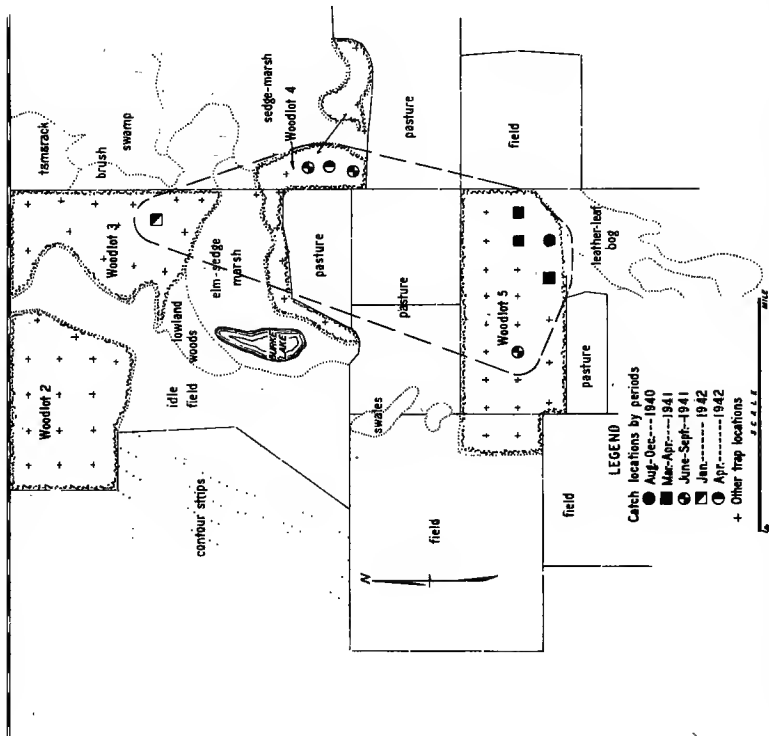 tamarack
brush
swamp
sedge-marsh
Woodlot 4
pasture
field
Woodlot 3
elm-sedge
marsh
pasture
pasture
Woodlot 5
leather-leaf
bog
lowland
woods
LAKE
Woodlot 2
idle
field
swales
pasture
contour strips
field
field
N
LEGEND
Catch locations by periods
Aug-Dec.---1940
Mar-Apr.---1941
June-Sept.--1941
Jan.-------1942
Apr.-------1942
+ Other trap locations
SCALE
MILE